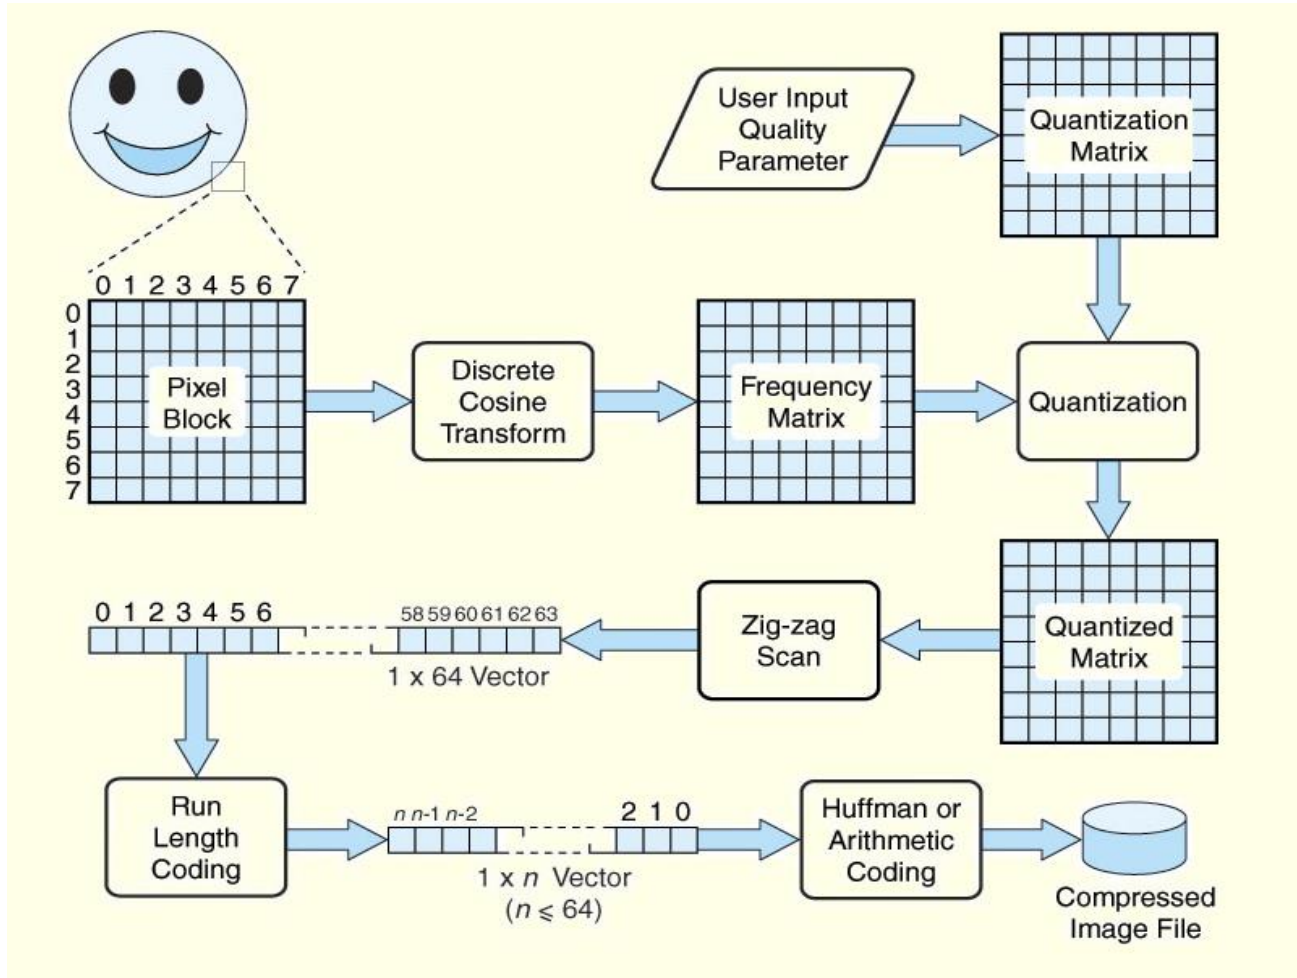 User Input
Quality
Parameter
Quantization
Matrix
0 1 2 3 4 5 6 7
0
1
2
3
4
5
6
7
Pixel
Block
Discrete
Cosine
Transform
Frequency
Matrix
Quantization
0 1 2 3 4 5 6
58 59 60 61 62 63
1 x 64 Vector
Zig-zag
Scan
Quantized
Matrix
Run
Length
Coding
n n-1 n-2
2 1 0
1 x n Vector
(n ⩽ 64)
Huffman or
Arithmetic
Coding
Compressed
Image File